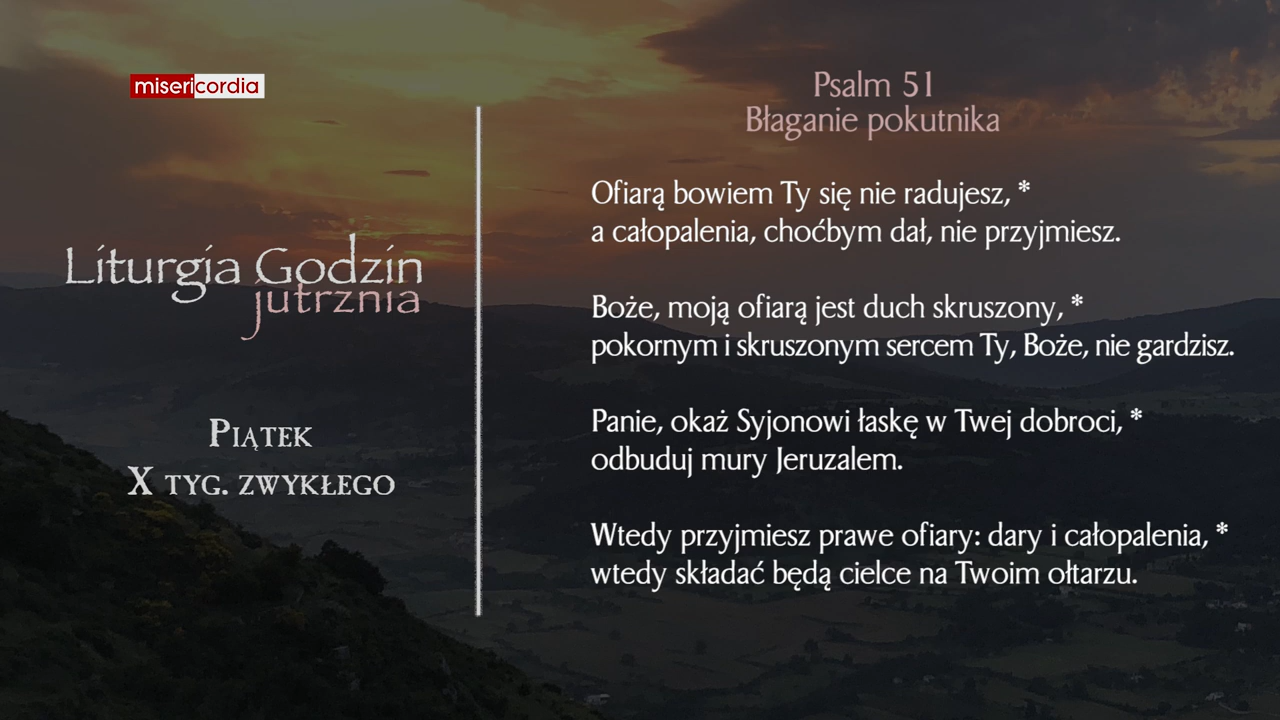 misericordia
Liturgia Godzin
jutrznia
Piątek
X tyg. zwykłego
Psalm 51
Błaganie pokutnika
Ofiarą bowiem Ty się nie radujesz, *
a całopalenia, choćbym dał, nie przyjmiesz.
Boże, moją ofiarą jest duch skruszony, *
pokornym i skruszonym sercem Ty, Boże, nie gardzisz.
Panie, okaż Syjonowi łaskę w Twej dobroci, *
odbuduj mury Jeruzalem.
Wtedy przyjmiesz prawe ofiary: dary i całopalenia, *
wtedy składać będą cielce na Twoim ołtarzu.